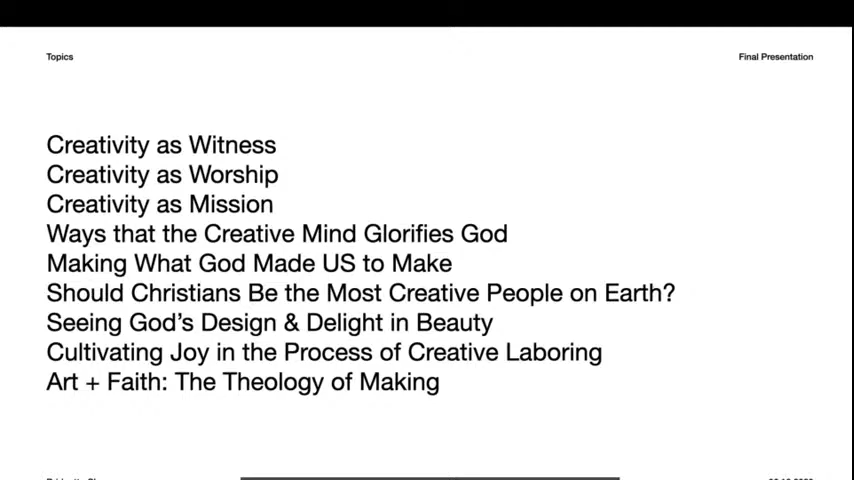 Topics
Final Presentation
Creativity as Witness
Creativity as Worship
Creativity as Mission
Ways that the Creative Mind Glorifies God
Making What God Made US to Make
Should Christians Be the Most Creative People on Earth?
Seeing God’s Design & Delight in Beauty
Cultivating Joy in the Process of Creative Laboring
Art + Faith: The Theology of Making